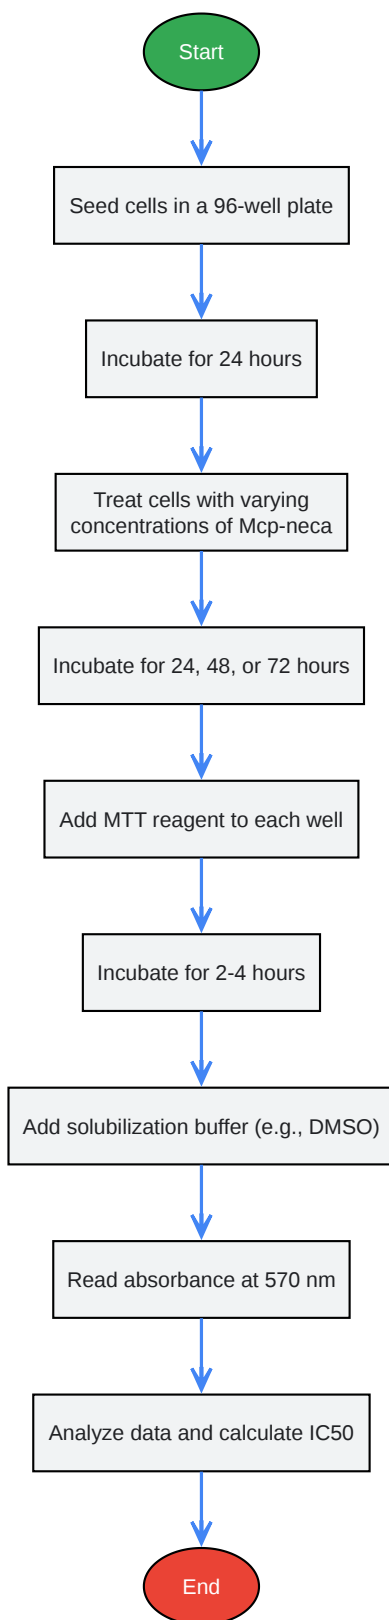 Start
Seed cells in a 96-well plate
Incubate for 24 hours
Treat cells with varying
concentrations of Mcp-neca
Incubate for 24, 48, or 72 hours
Add MTT reagent to each well
Incubate for 2-4 hours
Add solubilization buffer (e.g., DMSO)
Read absorbance at 570 nm
Analyze data and calculate IC50
End